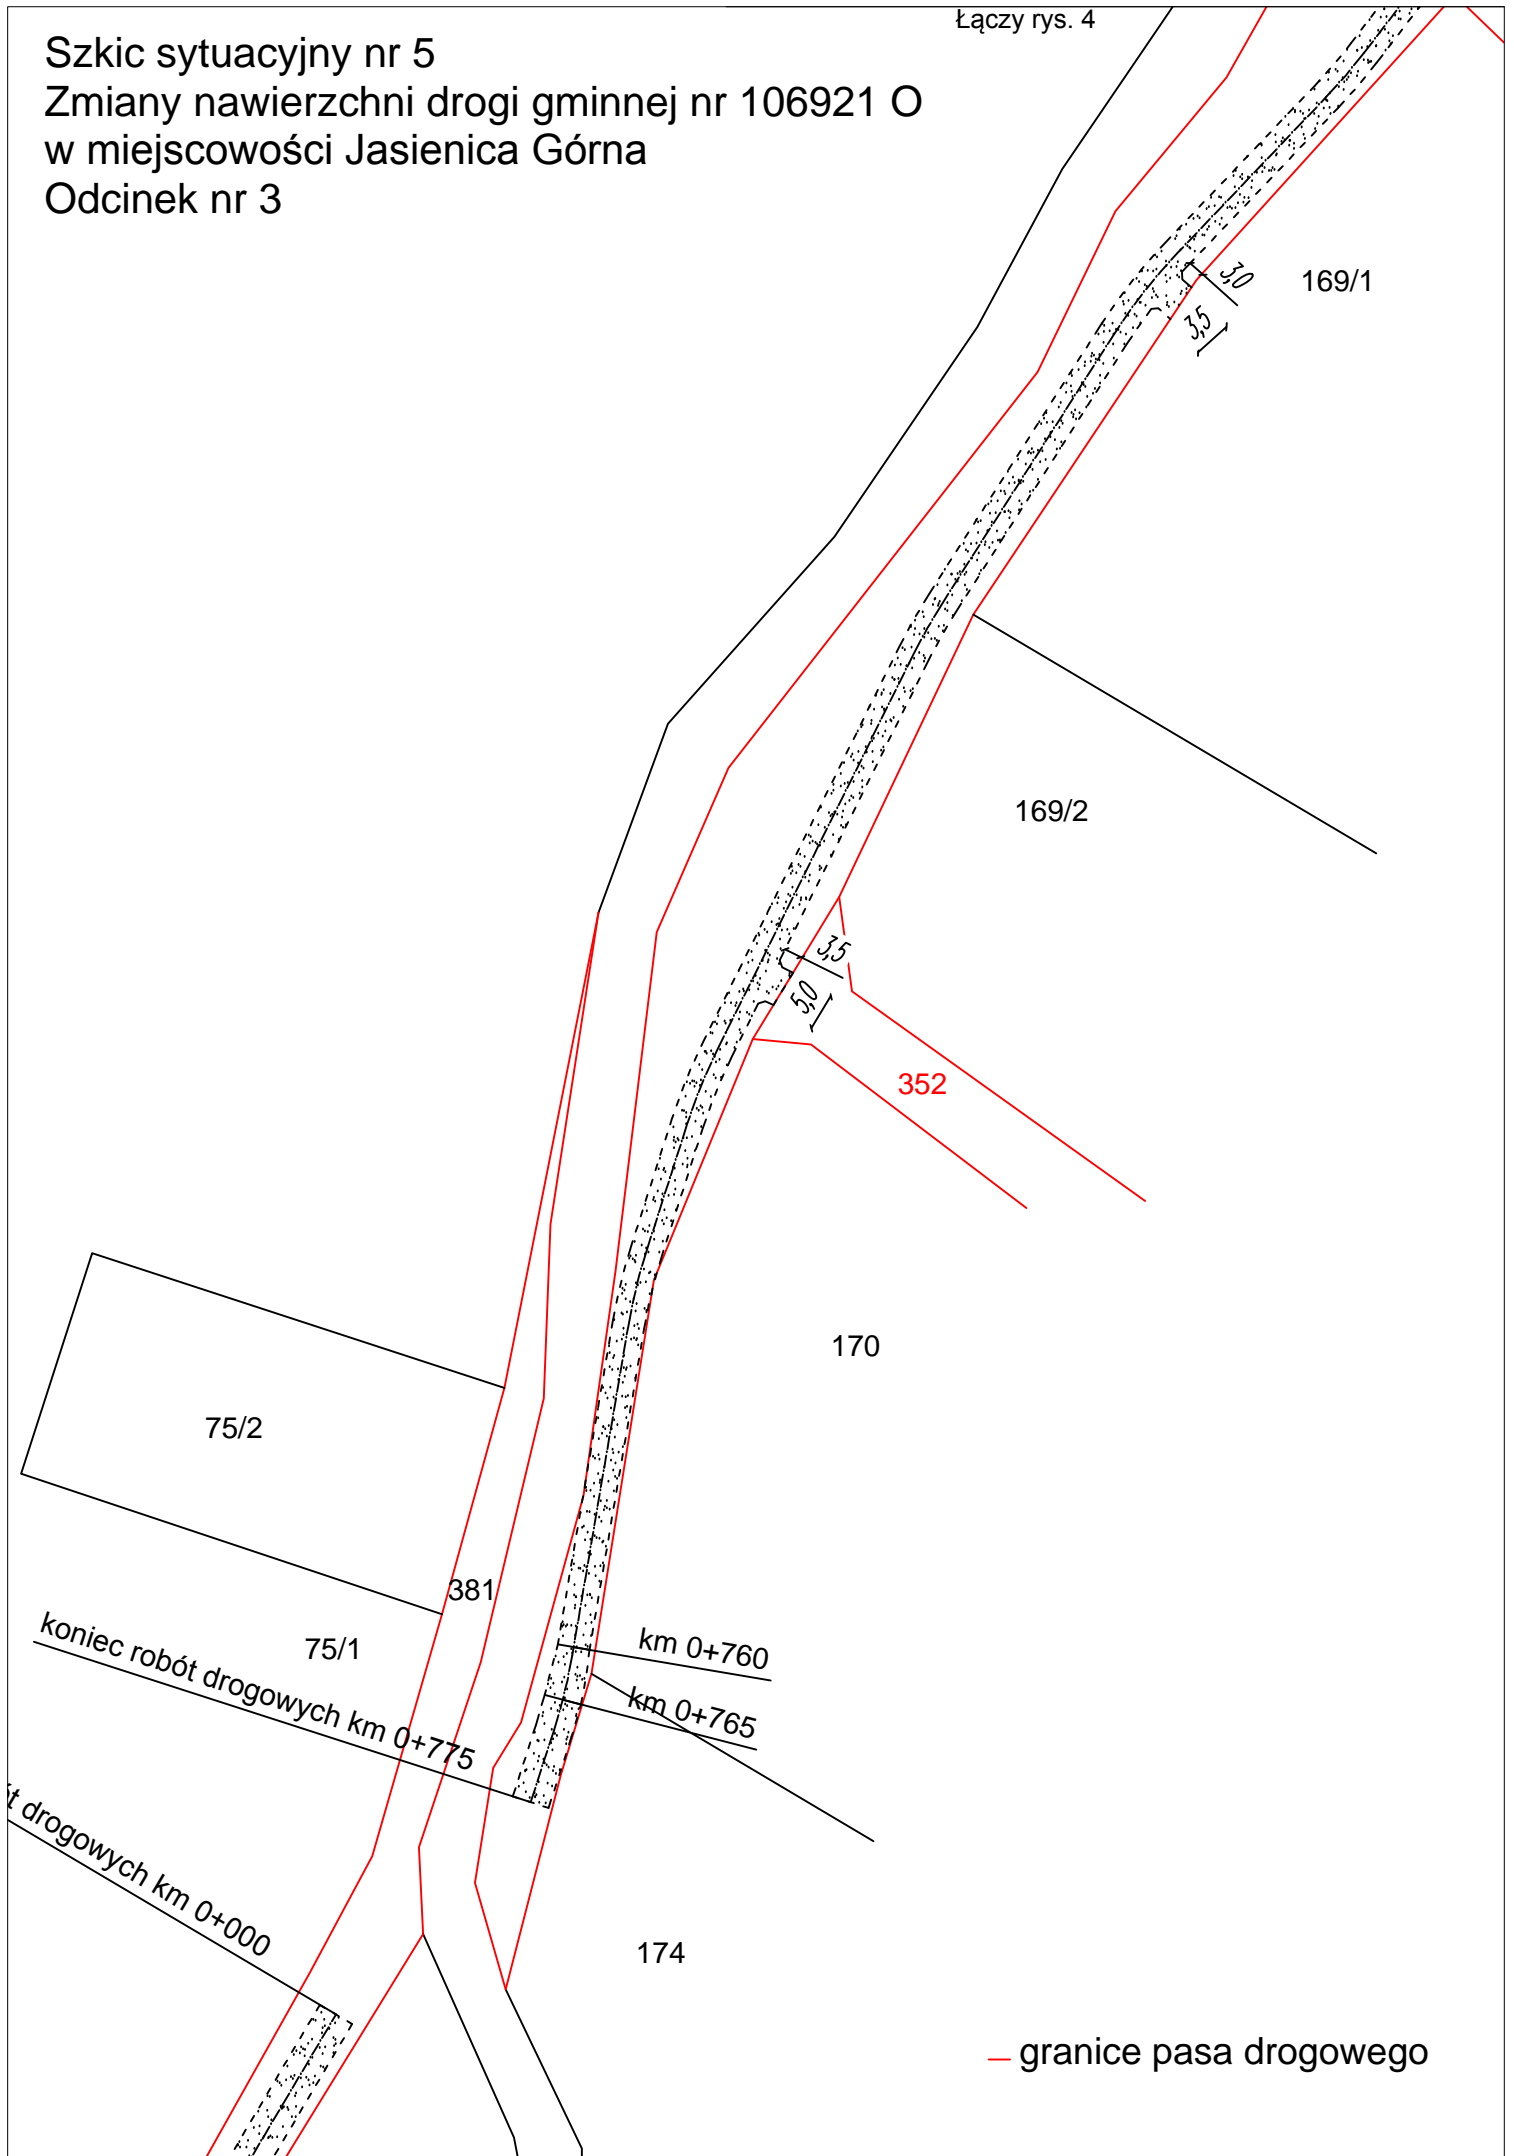 Łączy rys. 4
Szkic sytuacyjny nr 5
Zmiany nawierzchni drogi gminnej nr 106921 O
w miejscowości Jasienica Górna
Odcinek nr 3
3,0
169/1
3,5
169/2
3,5
5,0
352
170
75/2
381
75/1
koniec robót drogowych km 0+775
km 0+760
km 0+765
drogowych km 0+000
174
granice pasa drogowego